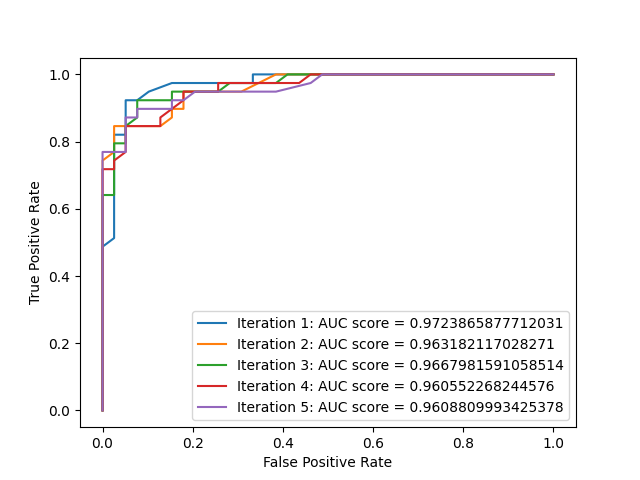 1.0
0.8
0.6
0.4
0.2
0.0
True Positive Rate
Iteration 1: AUC score = 0.9723865877712031
Iteration 2: AUC score = 0.963182117028271
Iteration 3: AUC score = 0.9667981591058514
Iteration 4: AUC score = 0.960552268244576
Iteration 5: AUC score = 0.9608809993425378
0.0 0.2 0.4 0.6 0.8 1.0
False Positive Rate